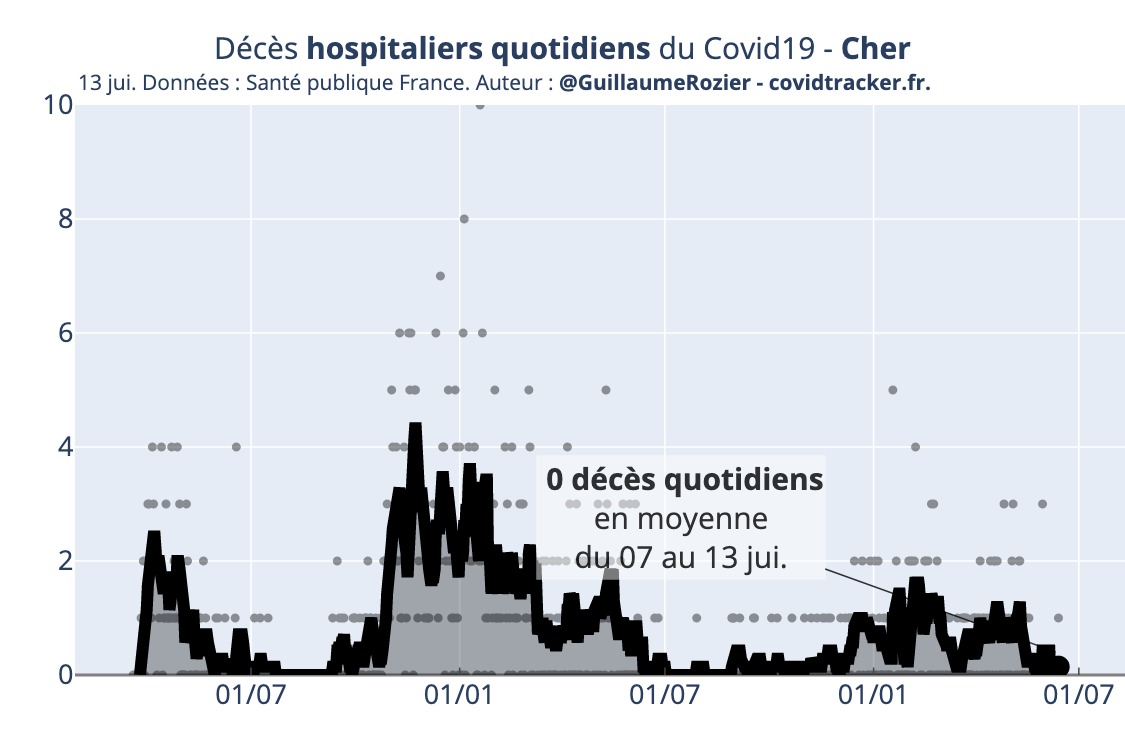 Décès hospitaliers quotidiens du Covid19 - Cher
13 jui. Données : Santé publique France. Auteur : @GuillaumeRozier - covidtracker.fr.
10
8
6
4
2
0
0 décès quotidiens
en moyenne
du 07 au 13 jui.
01/07 01/01 01/07 01/01 01/07